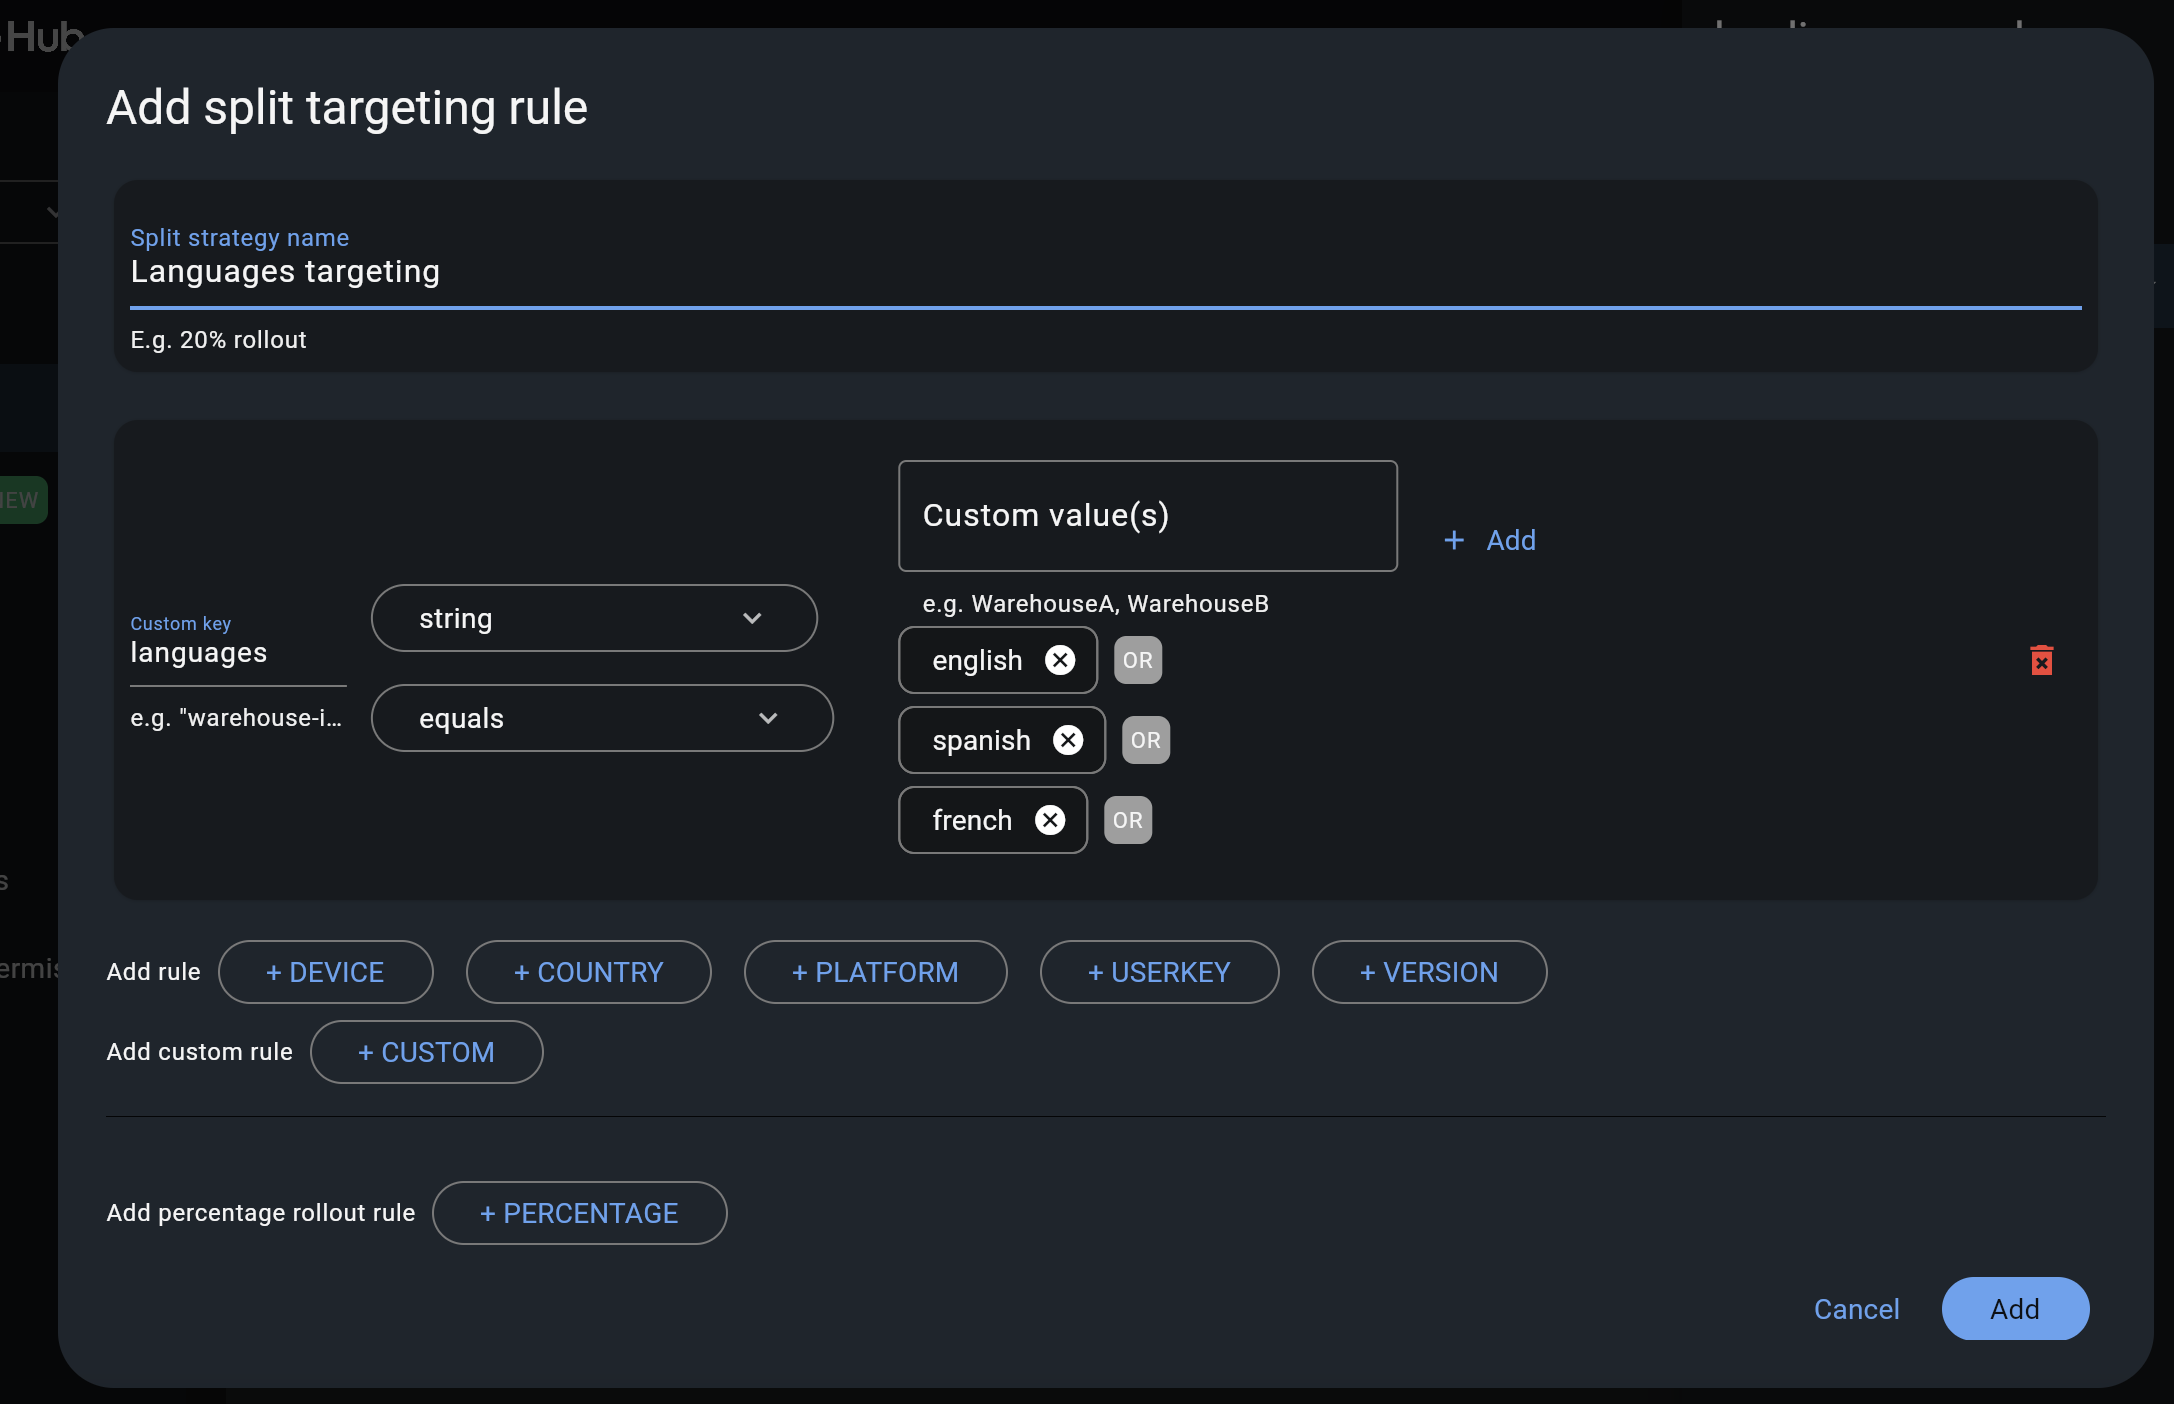 Hub
Add split targeting rule
Split strategy name
Languages targeting
E.g. 20% rollout
Custom value(s)
+ Add
e.g. WarehouseA, WarehouseB
Custom key
languages
e.g. "warehouse-i...
string
equals
english OR
spanish OR
french OR
Add rule + DEVICE + COUNTRY + PLATFORM + USERKEY + VERSION
Add custom rule + CUSTOM
Add percentage rollout rule + PERCENTAGE
Cancel Add